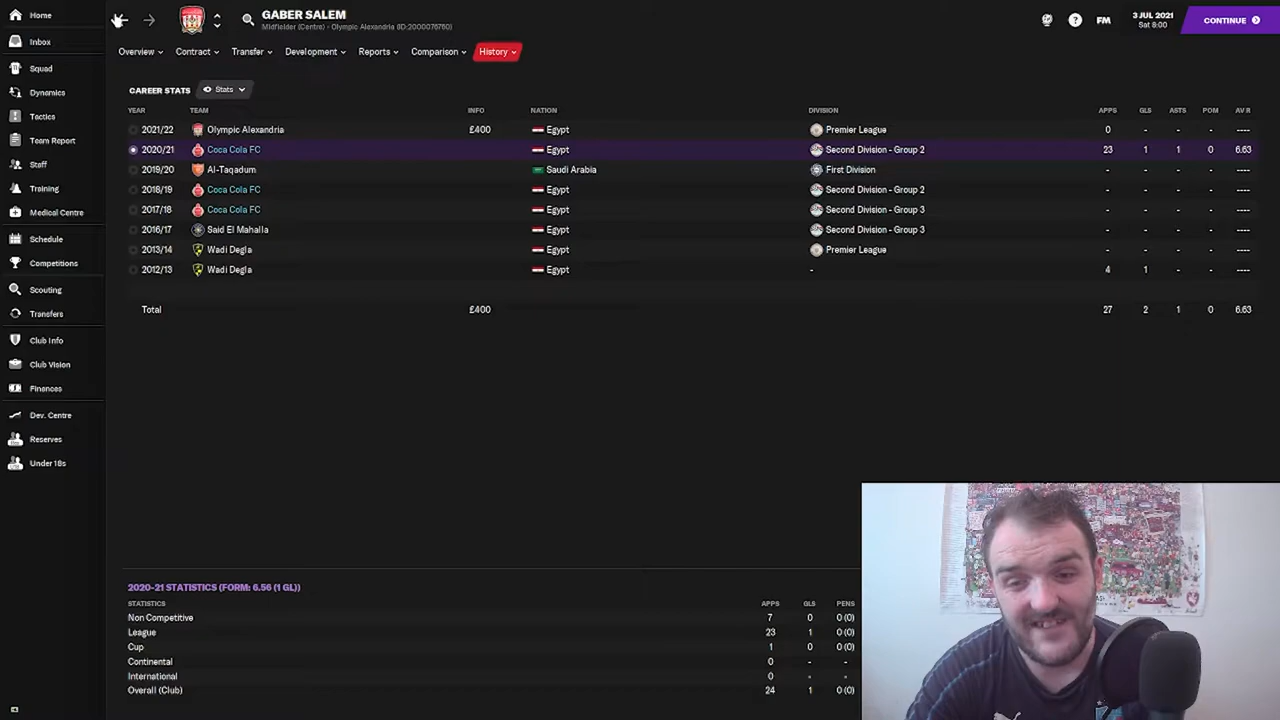 Home
Inbox
Squad
Dynamics
Tactics
Team Report
Staff
Training
Medical Centre
Schedule
Competitions
Scouting
Transfers
Club Info
Club Vision
Finances
Dev. Centre
Reserves
Under 18s
GABER SALEM
Midfielder (Centre) - Olympic Alexandria (ID:2000076760)
FM
3 JUL 2021
Sat 9:00
CONTINUE
Overview Contract Transfer Development Reports Comparison History
CAREER STATS Stats
YEAR TEAM INFO NATION DIVISION APPS GLS ASTS POM AV R
2021/22 Olympic Alexandria £400 Egypt Premier League 0 - - - ----
2020/21 Coca Cola FC Egypt Second Division - Group 2 23 1 1 0 6.63
2019/20 Al-Taqadum Saudi Arabia First Division - - - - ----
2018/19 Coca Cola FC Egypt Second Division - Group 2 - - - - ----
2017/18 Coca Cola FC Egypt Second Division - Group 3 - - - - ----
2016/17 Said El Mahalla Egypt Second Division - Group 3 - - - - ----
2013/14 Wadi Degla Egypt Premier League - - - - ----
2012/13 Wadi Degla Egypt - 4 1 - - ----
Total £400 27 2 1 0 6.63
2020-21 STATISTICS (FORM: 6.56 (1 GL))
STATISTICS APPS GLS PENS
Non Competitive 7 0 0 (0)
League 23 1 0 (0)
Cup 1 0 0 (0)
Continental 0 - -
International 0 - -
Overall (Club) 24 1 0 (0)